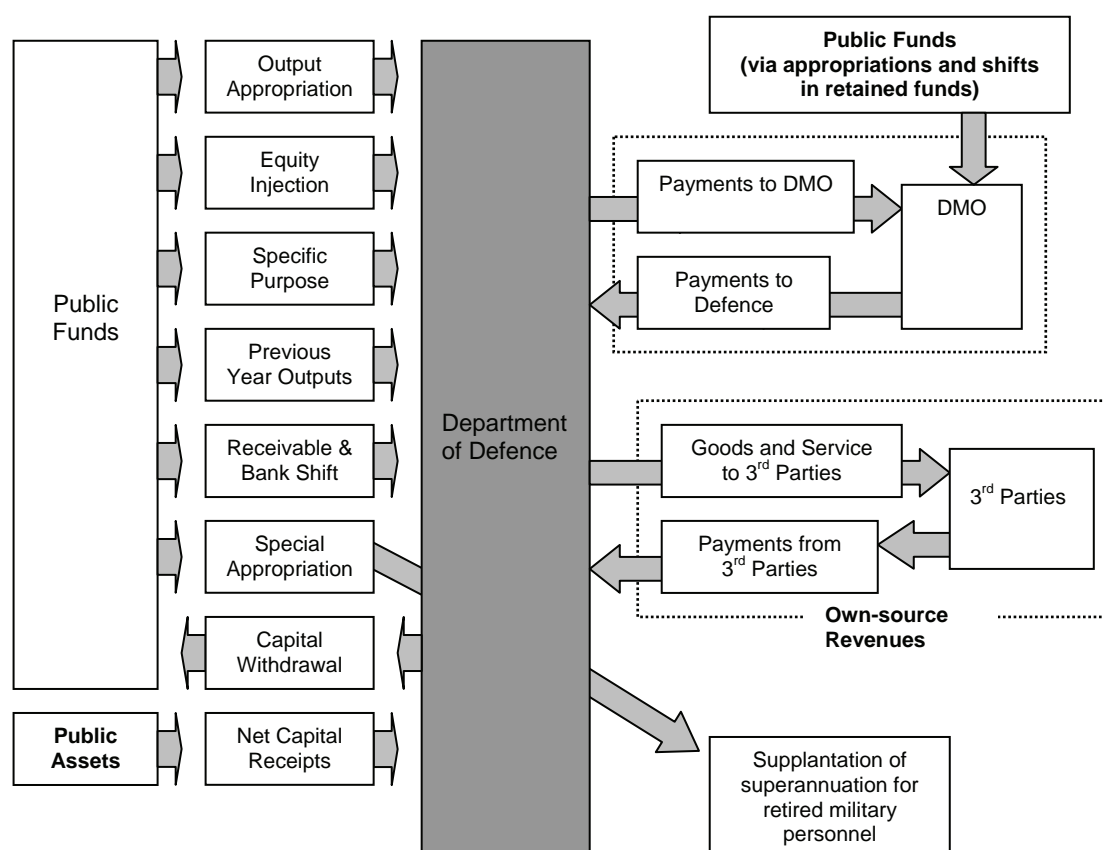 Public
Funds
Output
Appropriation
Equity
Injection
Specific
Purpose
Previous
Year Outputs
Receivable &
Bank Shift
Special
Appropriation
Capital
Withdrawal
Public
Assets
Net Capital
Receipts
Department
of Defence
Public Funds
(via appropriations and shifts
in retained funds)
Payments to DMO
DMO
Payments to
Defence
Goods and Service
to 3rd Parties
3rd Parties
Payments from
3rd Parties
Own-source
Revenues
Supplantation of
superannuation for
retired military
personnel